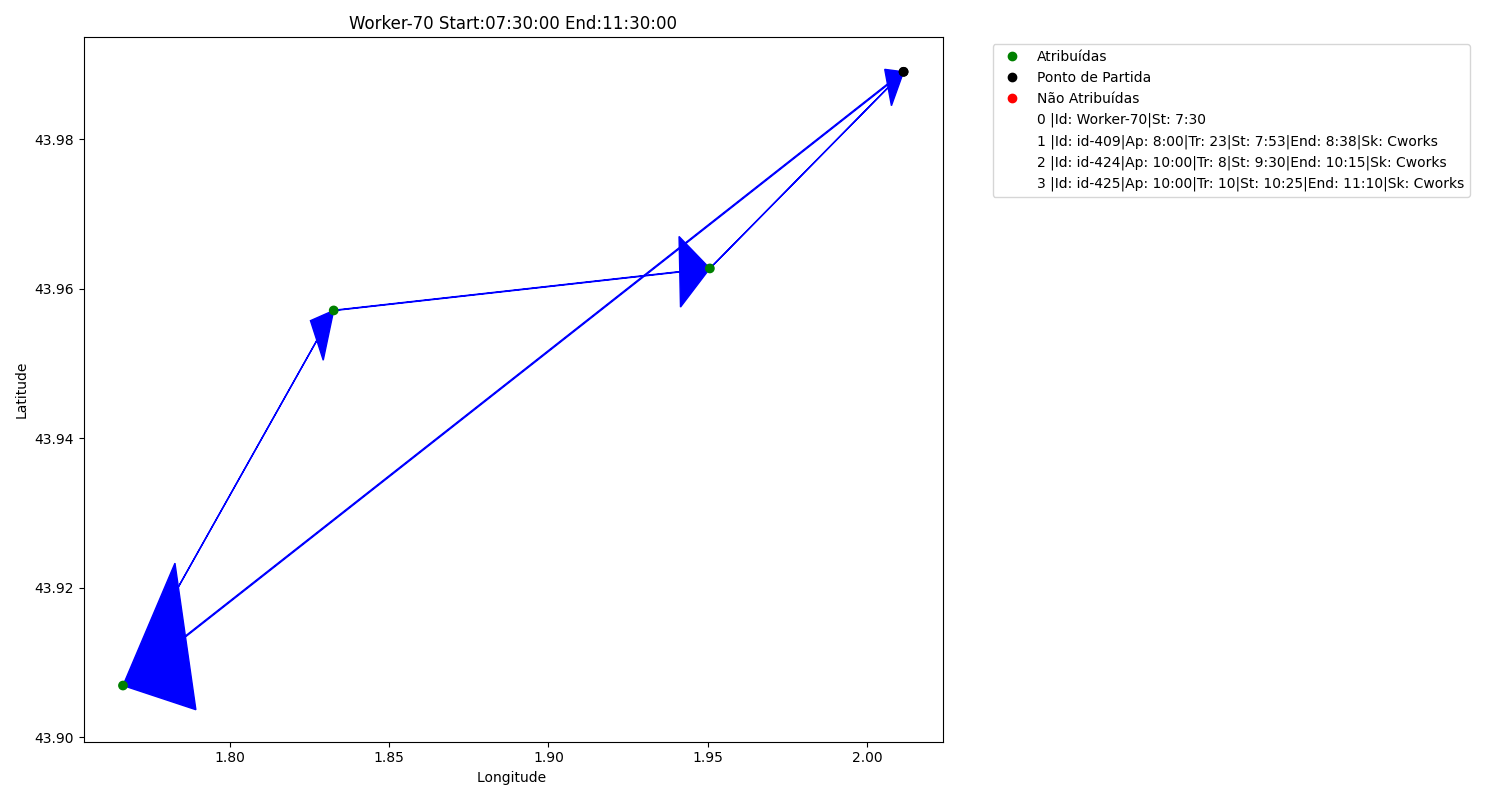 Worker-70 Start:07:30:00 End:11:30:00
43.98
43.96
43.94
43.92
43.90
Latitude
1.80
1.85
1.90
1.95
2.00
Longitude
Atribuídas
Ponto de Partida
Não Atribuídas
0 |Id: Worker-70|St: 7:30
1 |Id: id-409|Ap: 8:00|Tr: 23|St: 7:53|End: 8:38|Sk: Cworks
2 |Id: id-424|Ap: 10:00|Tr: 8|St: 9:30|End: 10:15|Sk: Cworks
3 |Id: id-425|Ap: 10:00|Tr: 10|St: 10:25|End: 11:10|Sk: Cworks